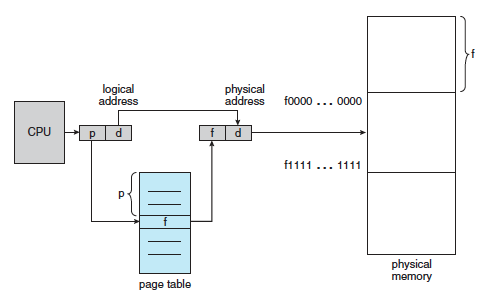 logical
address
physical
address
f0000 ... 0000
f
CPU
p d
f d
f1111 ... 1111
p
f
page table
physical
memory